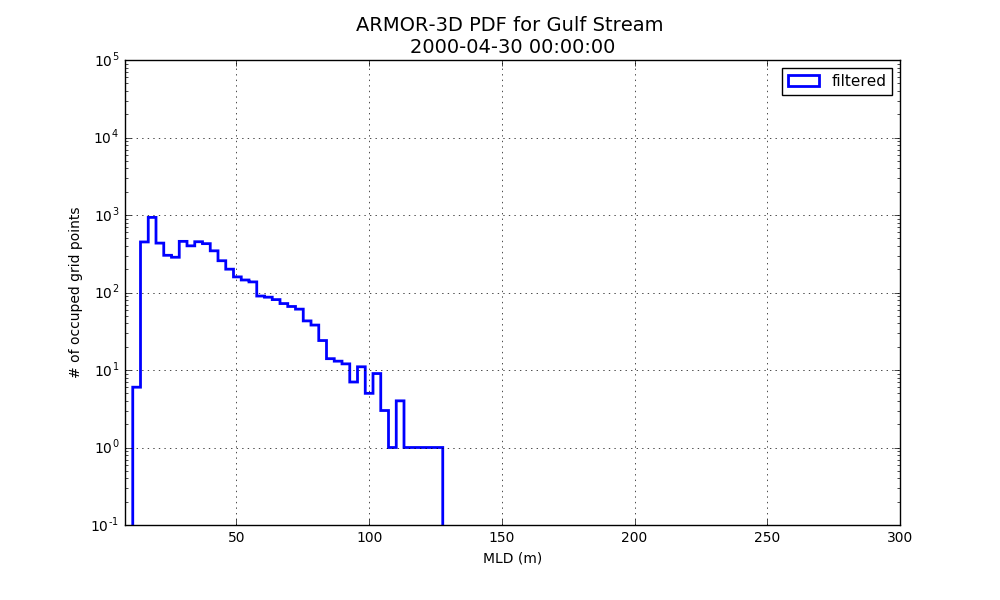 ARMOR-3D PDF for Gulf Stream
2000-04-30 00:00:00
filtered
# of occuped grid points
10^5
10^4
10^3
10^2
10^1
10^0
10^-1
50 100 150 200 250 300
MLD (m)